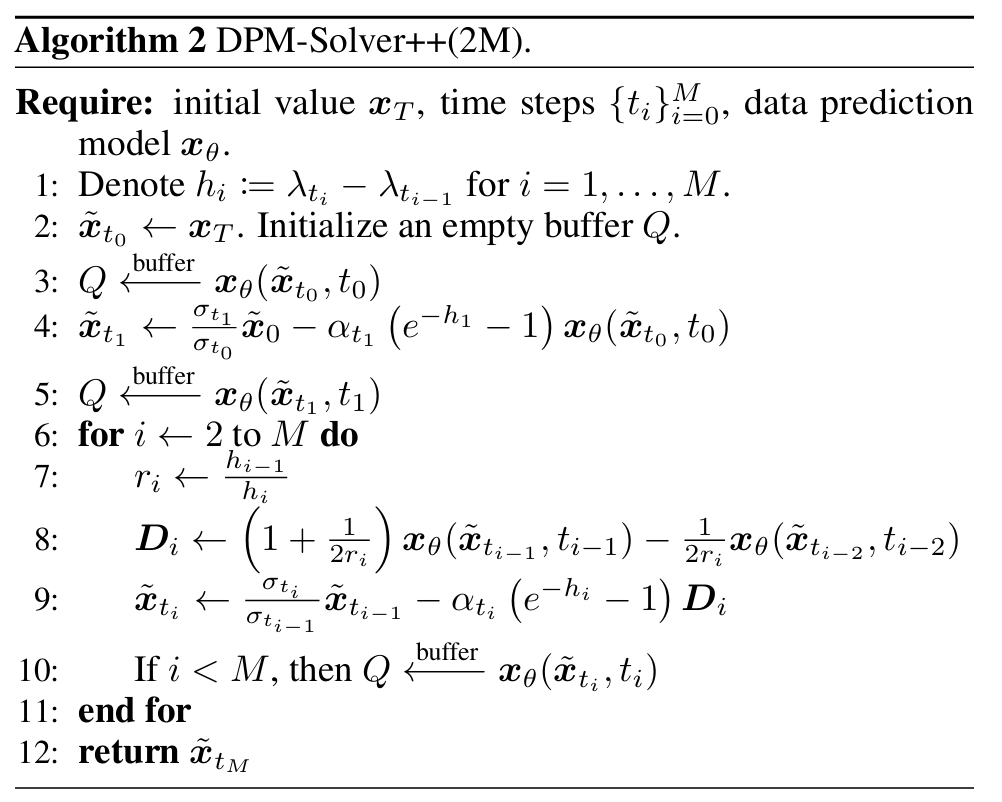 Algorithm 2 DPM-Solver++(2M).
Require: initial value $\boldsymbol{x}_T$, time steps $\{t_i\}_{i=0}^M$, data prediction
model $\boldsymbol{x}_\theta$.
1: Denote $h_i := \lambda_{t_i} - \lambda_{t_{i-1}}$ for $i = 1, \ldots, M$.
2: $\tilde{\boldsymbol{x}}_{t_0} \leftarrow \boldsymbol{x}_T$. Initialize an empty buffer $Q$.
3: $Q \xleftarrow{\text{buffer}} \boldsymbol{x}_\theta(\tilde{\boldsymbol{x}}_{t_0}, t_0)$
4: $\tilde{\boldsymbol{x}}_{t_1} \leftarrow \frac{\sigma_{t_1}}{\sigma_{t_0}} \tilde{\boldsymbol{x}}_0 - \alpha_{t_1} \left(e^{-h_1} - 1\right) \boldsymbol{x}_\theta(\tilde{\boldsymbol{x}}_{t_0}, t_0)$
5: $Q \xleftarrow{\text{buffer}} \boldsymbol{x}_\theta(\tilde{\boldsymbol{x}}_{t_1}, t_1)$
6: for $i \leftarrow 2$ to $M$ do
7: $r_i \leftarrow \frac{h_{i-1}}{h_i}$
8: $\boldsymbol{D}_i \leftarrow \left(1 + \frac{1}{2r_i}\right) \boldsymbol{x}_\theta(\tilde{\boldsymbol{x}}_{t_{i-1}}, t_{i-1}) - \frac{1}{2r_i} \boldsymbol{x}_\theta(\tilde{\boldsymbol{x}}_{t_{i-2}}, t_{i-2})$
9: $\tilde{\boldsymbol{x}}_{t_i} \leftarrow \frac{\sigma_{t_i}}{\sigma_{t_{i-1}}} \tilde{\boldsymbol{x}}_{t_{i-1}} - \alpha_{t_i} \left(e^{-h_i} - 1\right) \boldsymbol{D}_i$
10: If $i < M$, then $Q \xleftarrow{\text{buffer}} \boldsymbol{x}_\theta(\tilde{\boldsymbol{x}}_{t_i}, t_i)$
11: end for
12: return $\tilde{\boldsymbol{x}}_{t_M}$